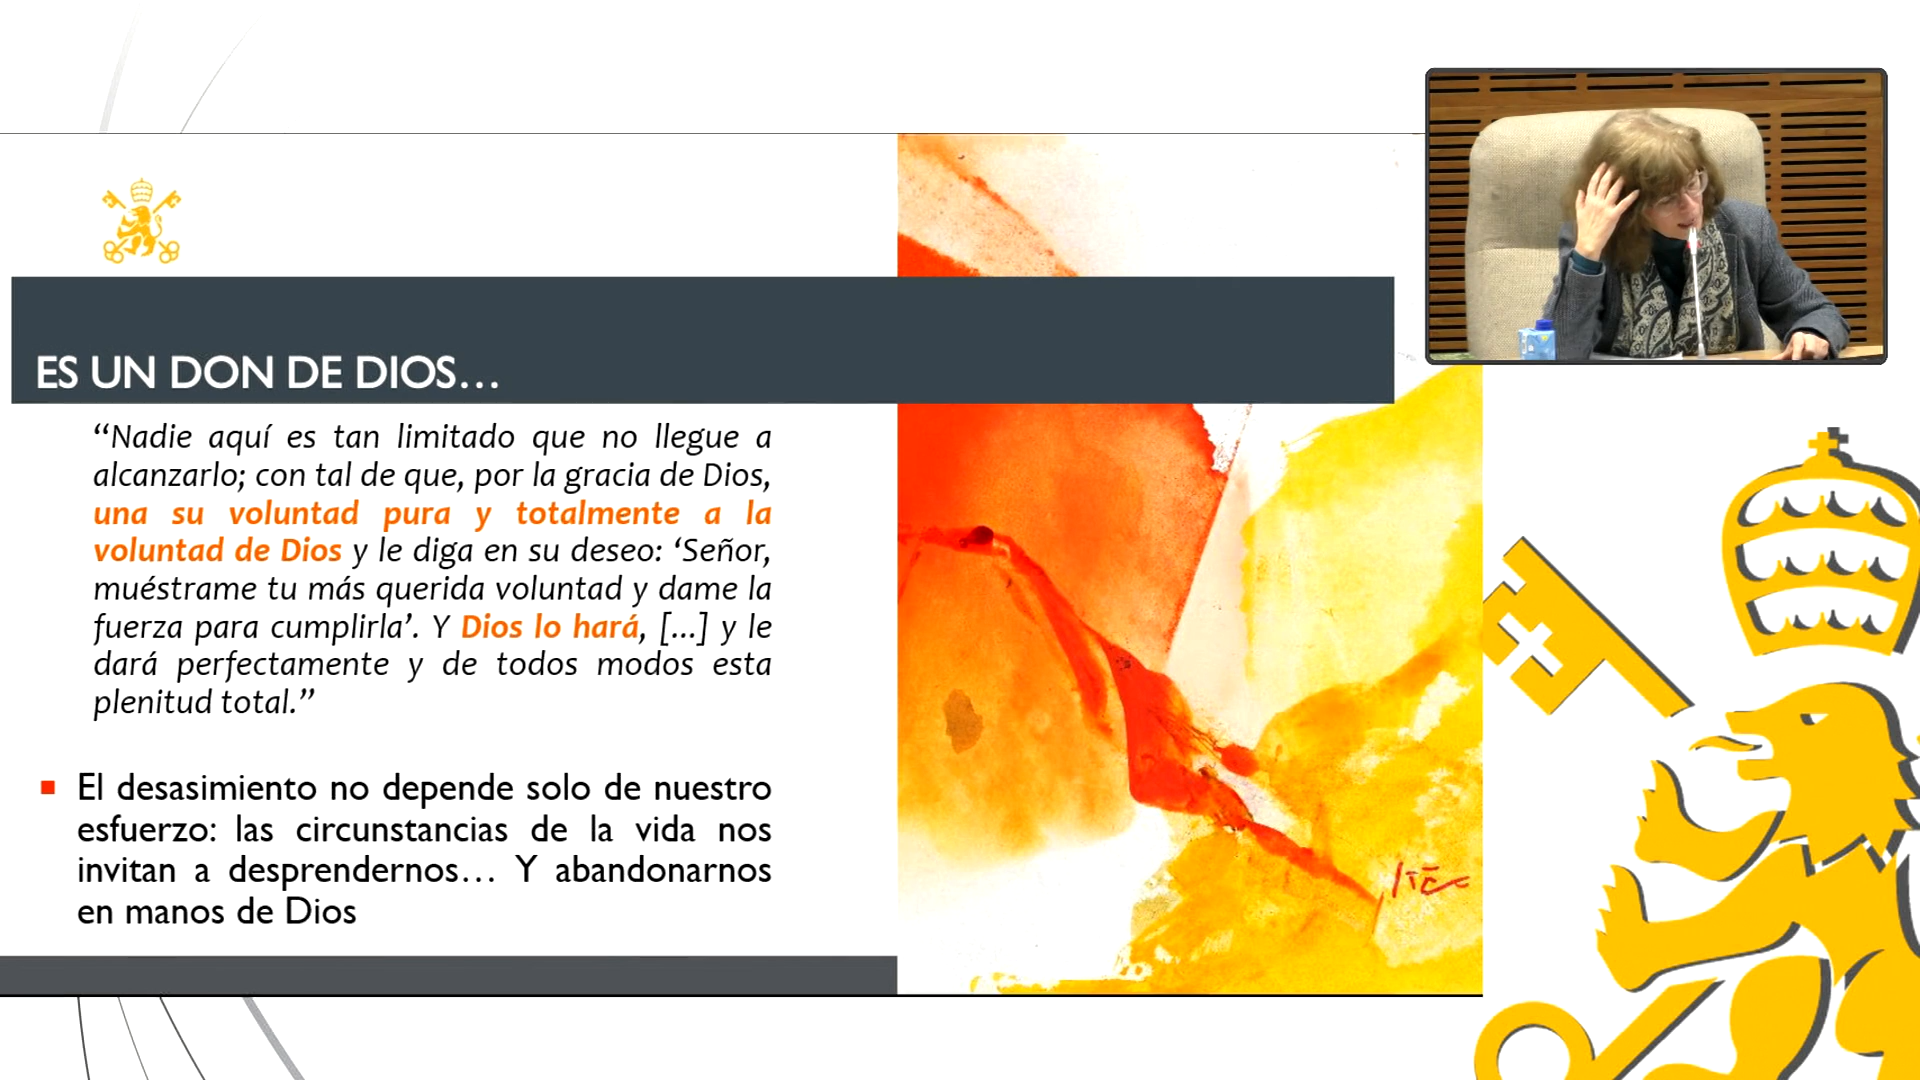 ES UN DON DE DIOS…
“Nadie aquí es tan limitado que no llegue a
alcanzarlo; con tal de que, por la gracia de Dios,
una su voluntad pura y totalmente a la
voluntad de Dios y le diga en su deseo: ‘Señor,
muéstrame tu más querida voluntad y dame la
fuerza para cumplirla’. Y Dios lo hará, [...] y le
dará perfectamente y de todos modos esta
plenitud total.”
El desasimiento no depende solo de nuestro
esfuerzo: las circunstancias de la vida nos
invitan a desprendernos… Y abandonarnos
en manos de Dios